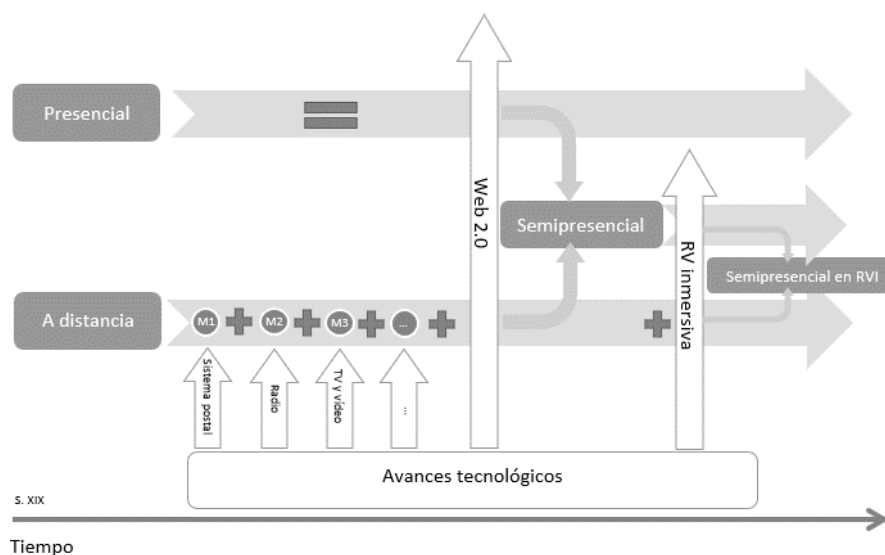 Presencial
Web 2.0
Semipresencial
RV inmersiva
Semipresencial en RVI
A distancia
M1
M2
M3
...
Sistema postal
Radio
TV y vídeo
...
Avances tecnológicos
S. XIX
Tiempo